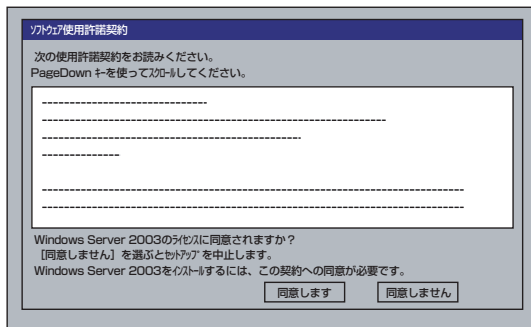 ソフトウェア使用許諾契約
次の使用許諾契約をお読みください。
PageDown キーを使ってスクロールしてください。
Windows Server 2003のライセンスに同意されますか？
［同意しません］を選ぶとセットアップを中止します。
Windows Server 2003をインストールするには、この契約への同意が必要です。
同意します　同意しません